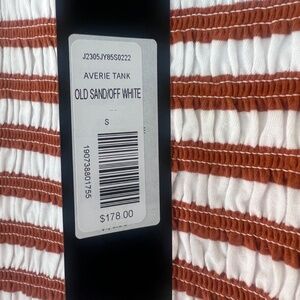 J2305JY85S0222
AVERIE TANK
OLD SAND/OFF WHITE
S
190738801755
$178.00